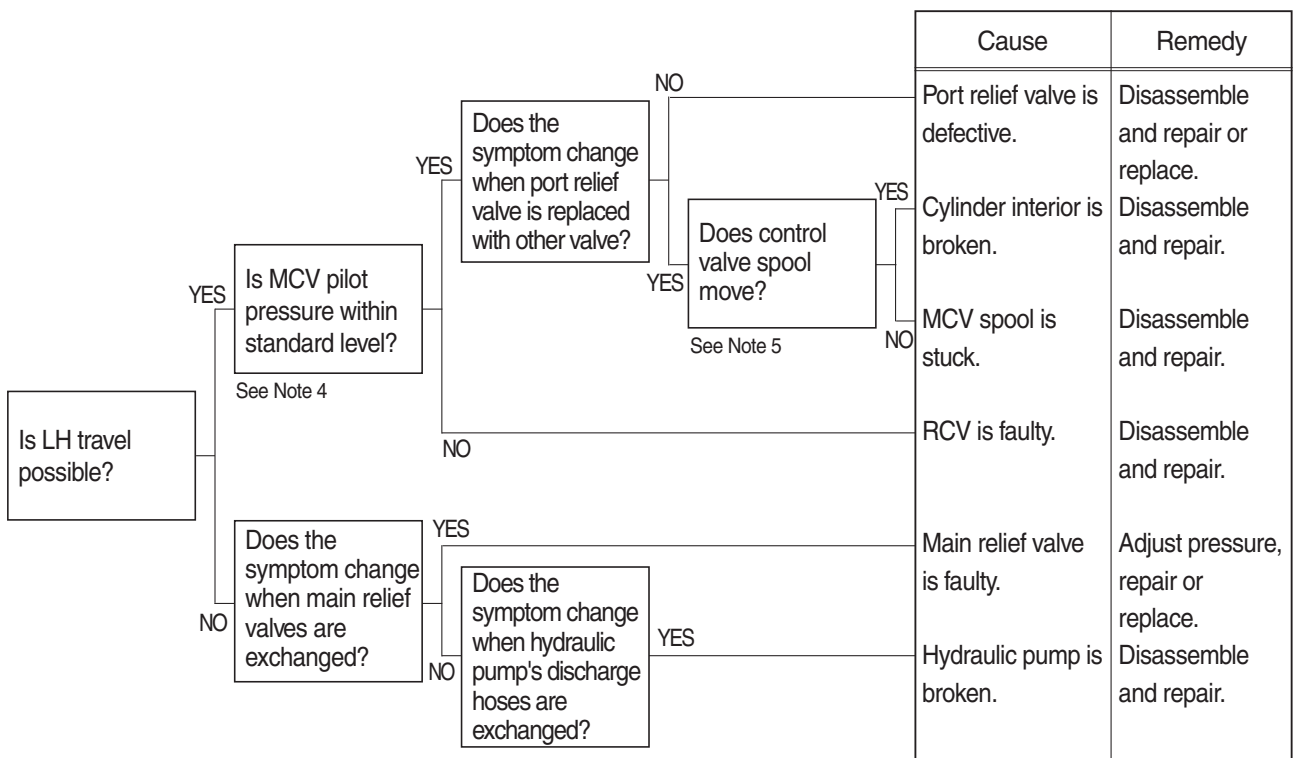 Cause
Remedy
NO
Port relief valve is
defective.
Disassemble
and repair or
replace.
Does the
symptom change
when port relief
valve is replaced
with other valve?
YES
YES
Cylinder interior is
broken.
Disassemble
and repair.
Does control
valve spool
move?
YES
See Note 5
NO
MCV spool is
stuck.
Disassemble
and repair.
Is MCV pilot
pressure within
standard level?
YES
See Note 4
NO
RCV is faulty.
Disassemble
and repair.
Is LH travel
possible?
YES
Main relief valve
is faulty.
Adjust pressure,
repair or
replace.
Does the
symptom change
when main relief
valves are
exchanged?
NO
Does the
symptom change
when hydraulic
pump's discharge
hoses are
exchanged?
NO
YES
Hydraulic pump is
broken.
Disassemble
and repair.